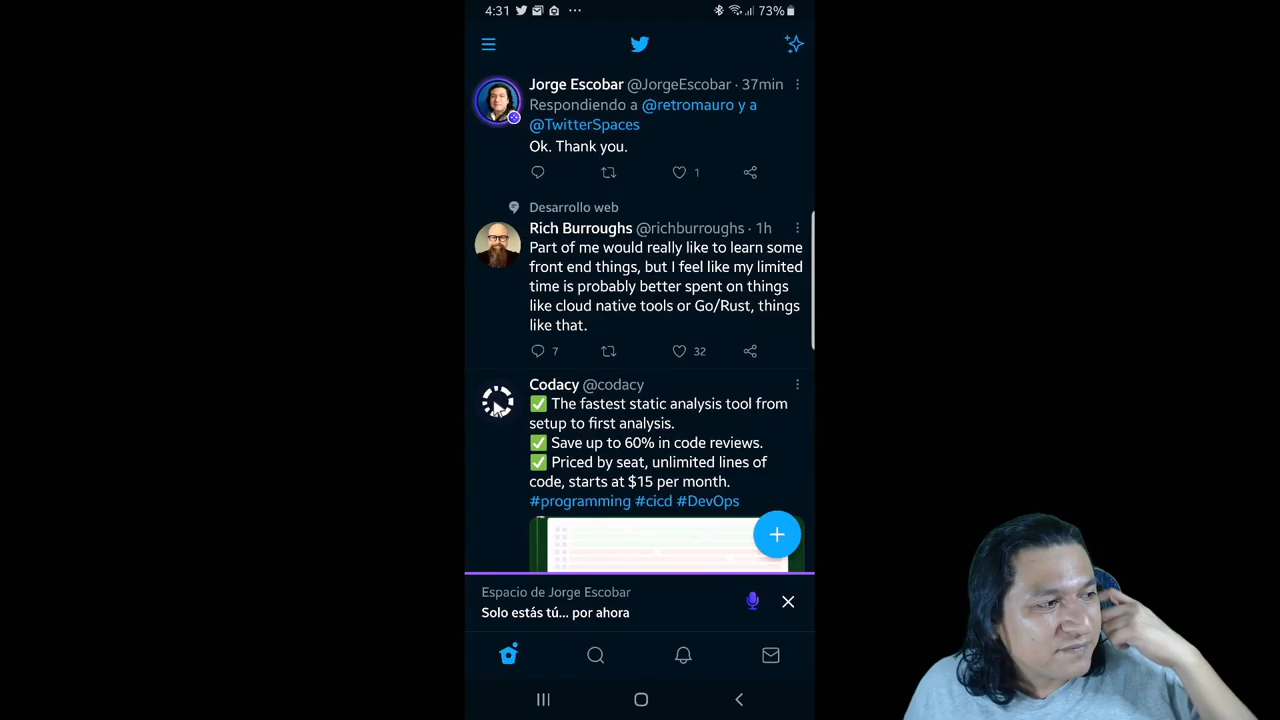 4:31
73%
Jorge Escobar @JorgeEscobar · 37min
Respondiendo a @retromauro y a
@TwitterSpaces
Ok. Thank you.
1
Desarrollo web
Rich Burroughs @richburroughs · 1h
Part of me would really like to learn some
front end things, but I feel like my limited
time is probably better spent on things
like cloud native tools or Go/Rust, things
like that.
7 32
Codacy @codacy
✅ The fastest static analysis tool from
setup to first analysis.
✅ Save up to 60% in code reviews.
✅ Priced by seat, unlimited lines of
code, starts at $15 per month.
#programming #cicd #DevOps
Espacio de Jorge Escobar
Solo estás tú... por ahora